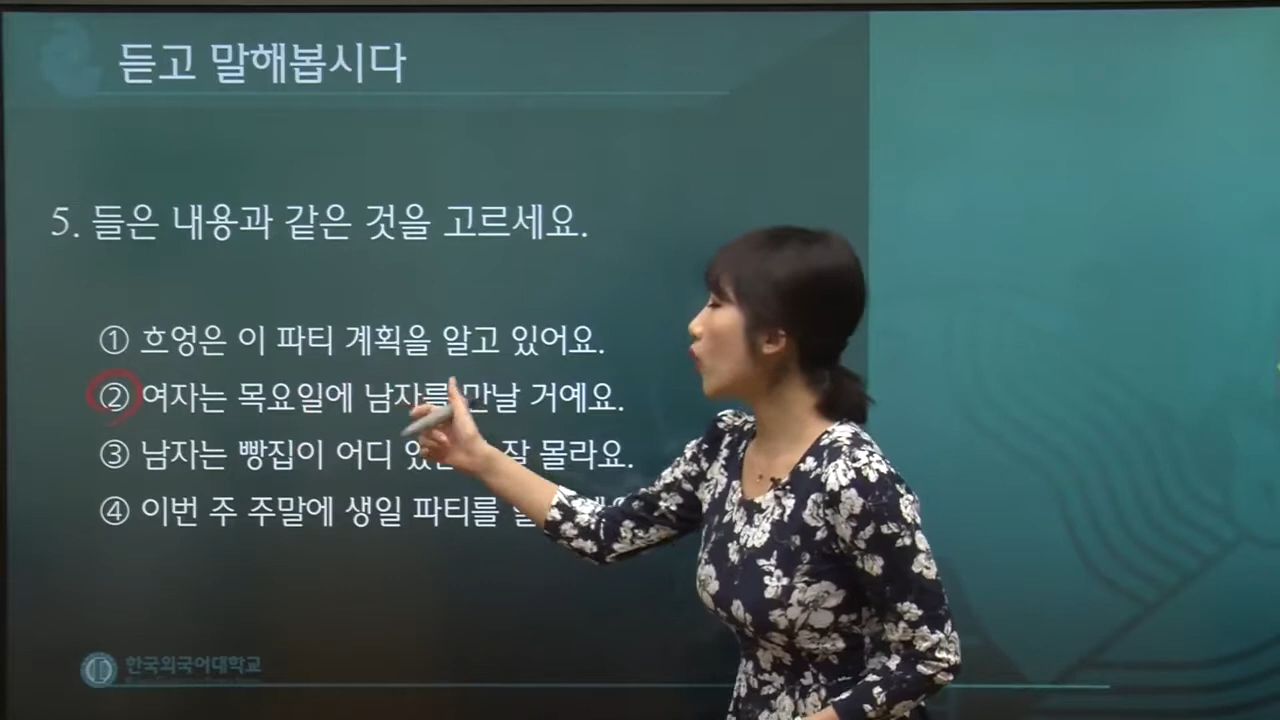 듣고 말해봅시다
5. 들은 내용과 같은 것을 고르세요.
① 흐엉은 이 파티 계획을 알고 있어요.
② 여자는 목요일에 남자를 만날 거예요.
③ 남자는 빵집이 어디 잘 몰라요.
④ 이번 주 주말에 생일 파티를
한국외국어대학교